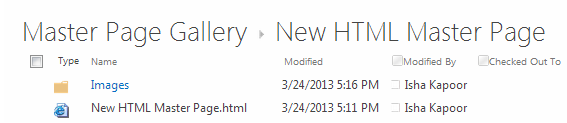 Master Page Gallery ▸ New HTML Master Page
Type Name Modified Modified By Checked Out To
Images 3/24/2013 5:16 PM Isha Kapoor
New HTML Master Page.html 3/24/2013 5:11 PM Isha Kapoor